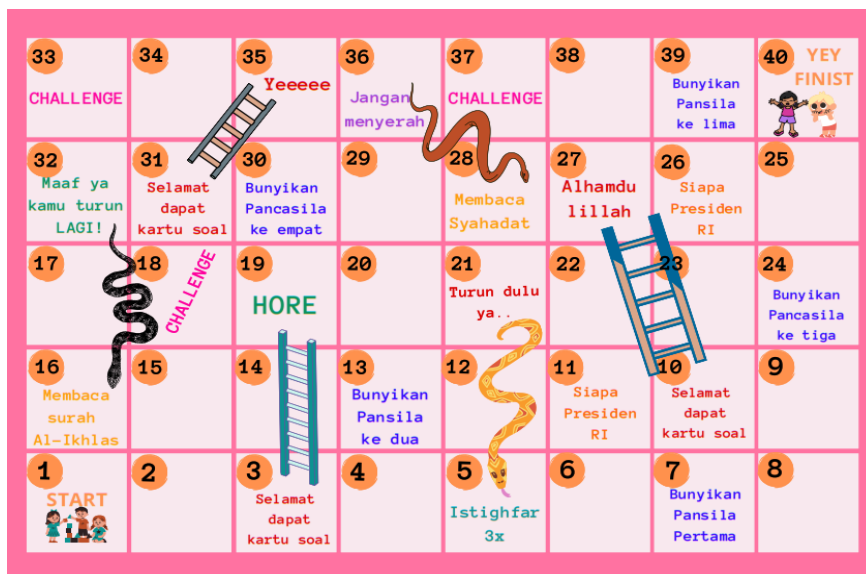 33
CHALLENGE
34
35
Yeeeee
36
Jangan
menyerah
37
CHALLENGE
38
39
Bunyikan
Pansila
ke lima
40
YEY
FINIST
32
Maaf ya
kamu turun
LAGI!
31
Selamat
dapat
kartu soal
30
Bunyikan
Pancasila
ke empat
29
28
Membaca
Syahadat
27
Alhamdu
lillah
26
Siapa
Presiden
RI
25
17
18
CHALLENGE
19
HORE
20
21
Turun dulu
ya..
22
23
24
Bunyikan
Pancasila
ke tiga
16
Membaca
surah
Al-Ikhlas
15
14
13
Bunyikan
Pansila
ke dua
12
11
Siapa
Presiden
RI
10
Selamat
dapat
kartu soal
9
1
START
2
3
Selamat
dapat
kartu soal
4
5
Istighfar
3x
6
7
Bunyikan
Pansila
Pertama
8